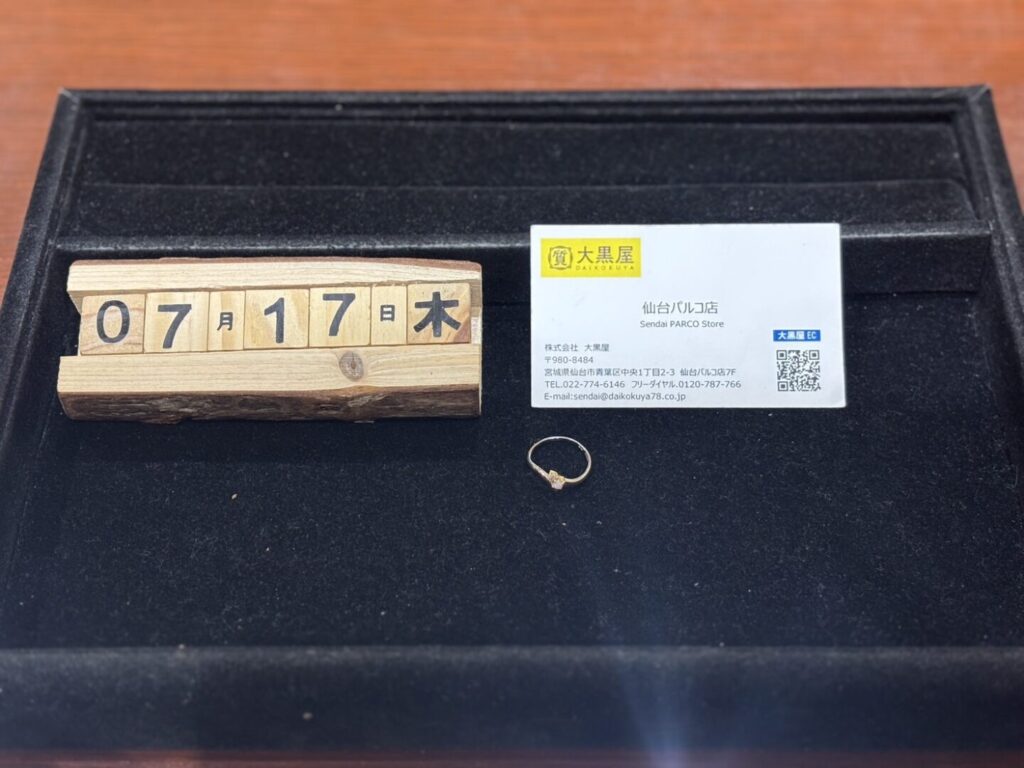 07月17日木
質 大黒屋
DAIKOKUYA
仙台パルコ店
Sendai PARCO Store
大黒屋 EC
株式会社 大黒屋
〒980-8484
宮城県仙台市青葉区中央1丁目2-3 仙台パルコ店7F
TEL.022-774-6146 フリーダイヤル.0120-787-766
E-mail:sendai@daikokuya78.co.jp